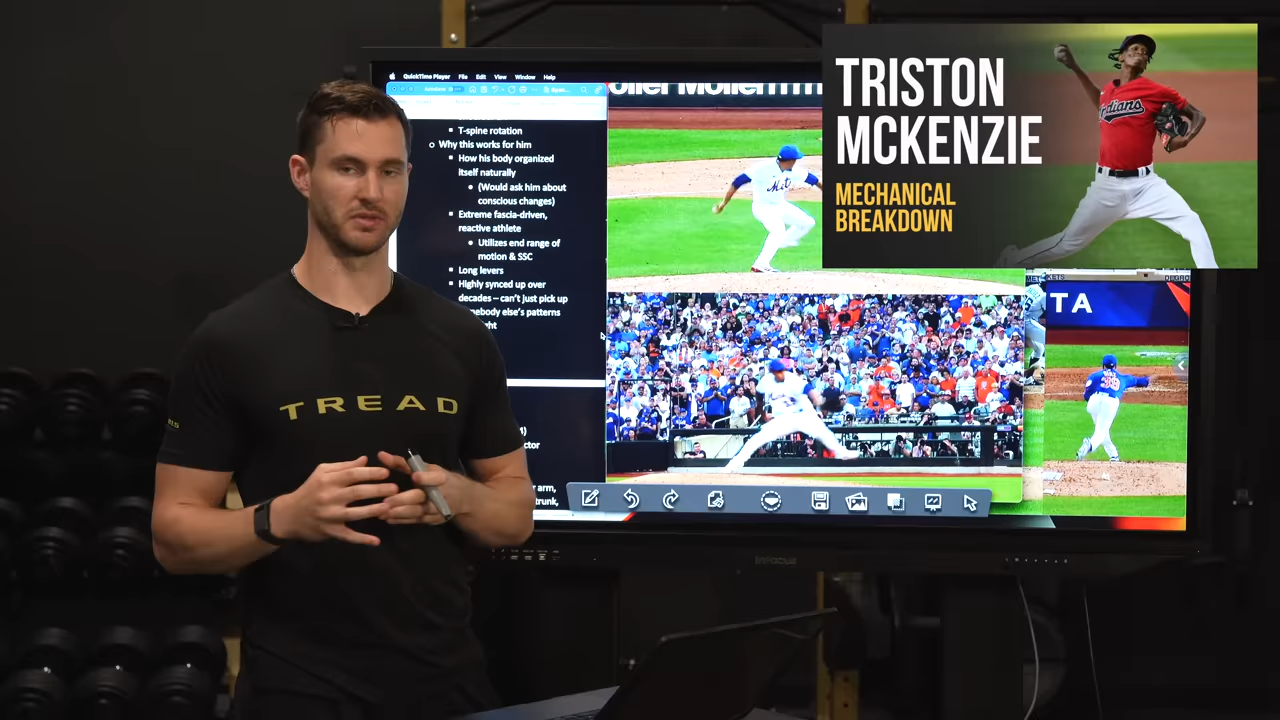 QuickTime Player File Edit View Window Help
T-spine rotation
Why this works for him
How his body organized
itself naturally
(Would ask him about
conscious changes)
Extreme fascia-driven,
reactive athlete
Utilizes end range of
motion & SSC
Long levers
Highly synced up over
decades – can't just pick up
patterns
arm,
trunk,
TREAD
Mets
TA
TRISTON
MCKENZIE
MECHANICAL
BREAKDOWN
Indians
InFocus